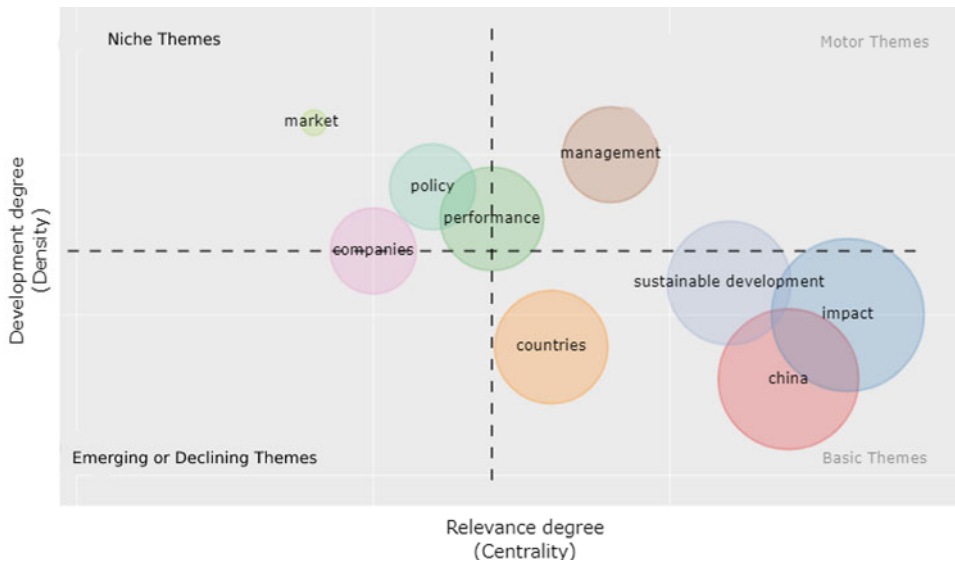 Niche Themes
Motor Themes
market
management
policy
performance
companies
sustainable development
impact
countries
china
Emerging or Declining Themes
Basic Themes
Development degree
(Density)
Relevance degree
(Centrality)